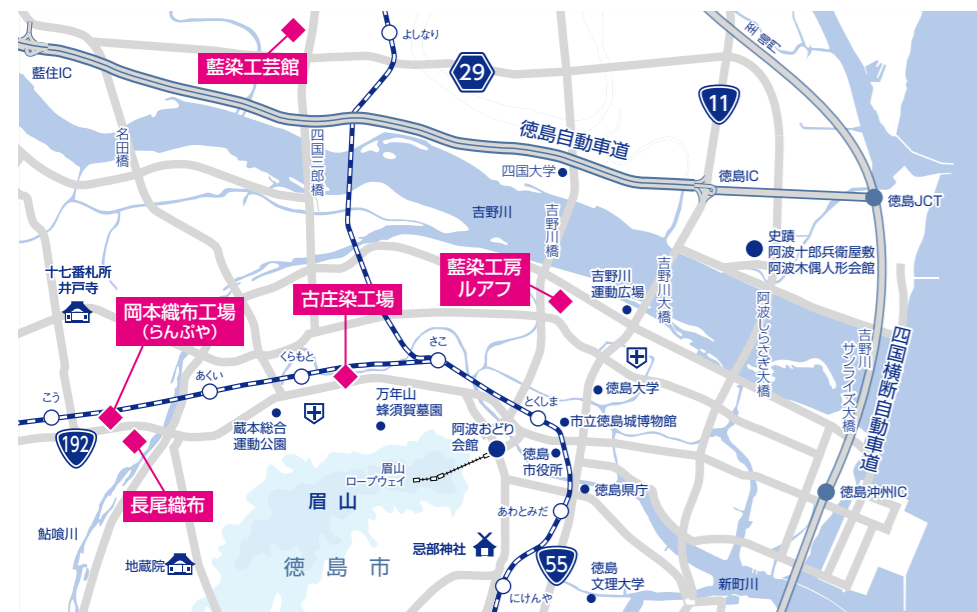 よしなり
至 鳴門
藍染工芸館
藍住IC
29
11
名田橋
四国三郎橋
徳島自動車道
四国大学
徳島IC
徳島JCT
吉野川
吉野川橋
史蹟
阿波十郎兵衛屋敷
阿波木偶人形会館
藍染工房
ルアフ
吉野川
運動広場
吉野川大橋
阿波しらさぎ大橋
吉野川
サンライズ大橋
四国横断自動車道
十七番札所
井戸寺
岡本織布工場
(らんぷや)
古庄染工場
さこ
くらもと
あくい
こう
192
万年山
蜂須賀墓園
蔵本総合
運動公園
徳島大学
とくしま
市立徳島城博物館
阿波おどり
会館
徳島
市役所
眉山
ロープウェイ
長尾織布
眉山
徳島県庁
徳島沖州IC
あわとみだ
鮎喰川
地蔵院
忌部神社
徳島市
55
徳島
文理大学
新町川
にけんや